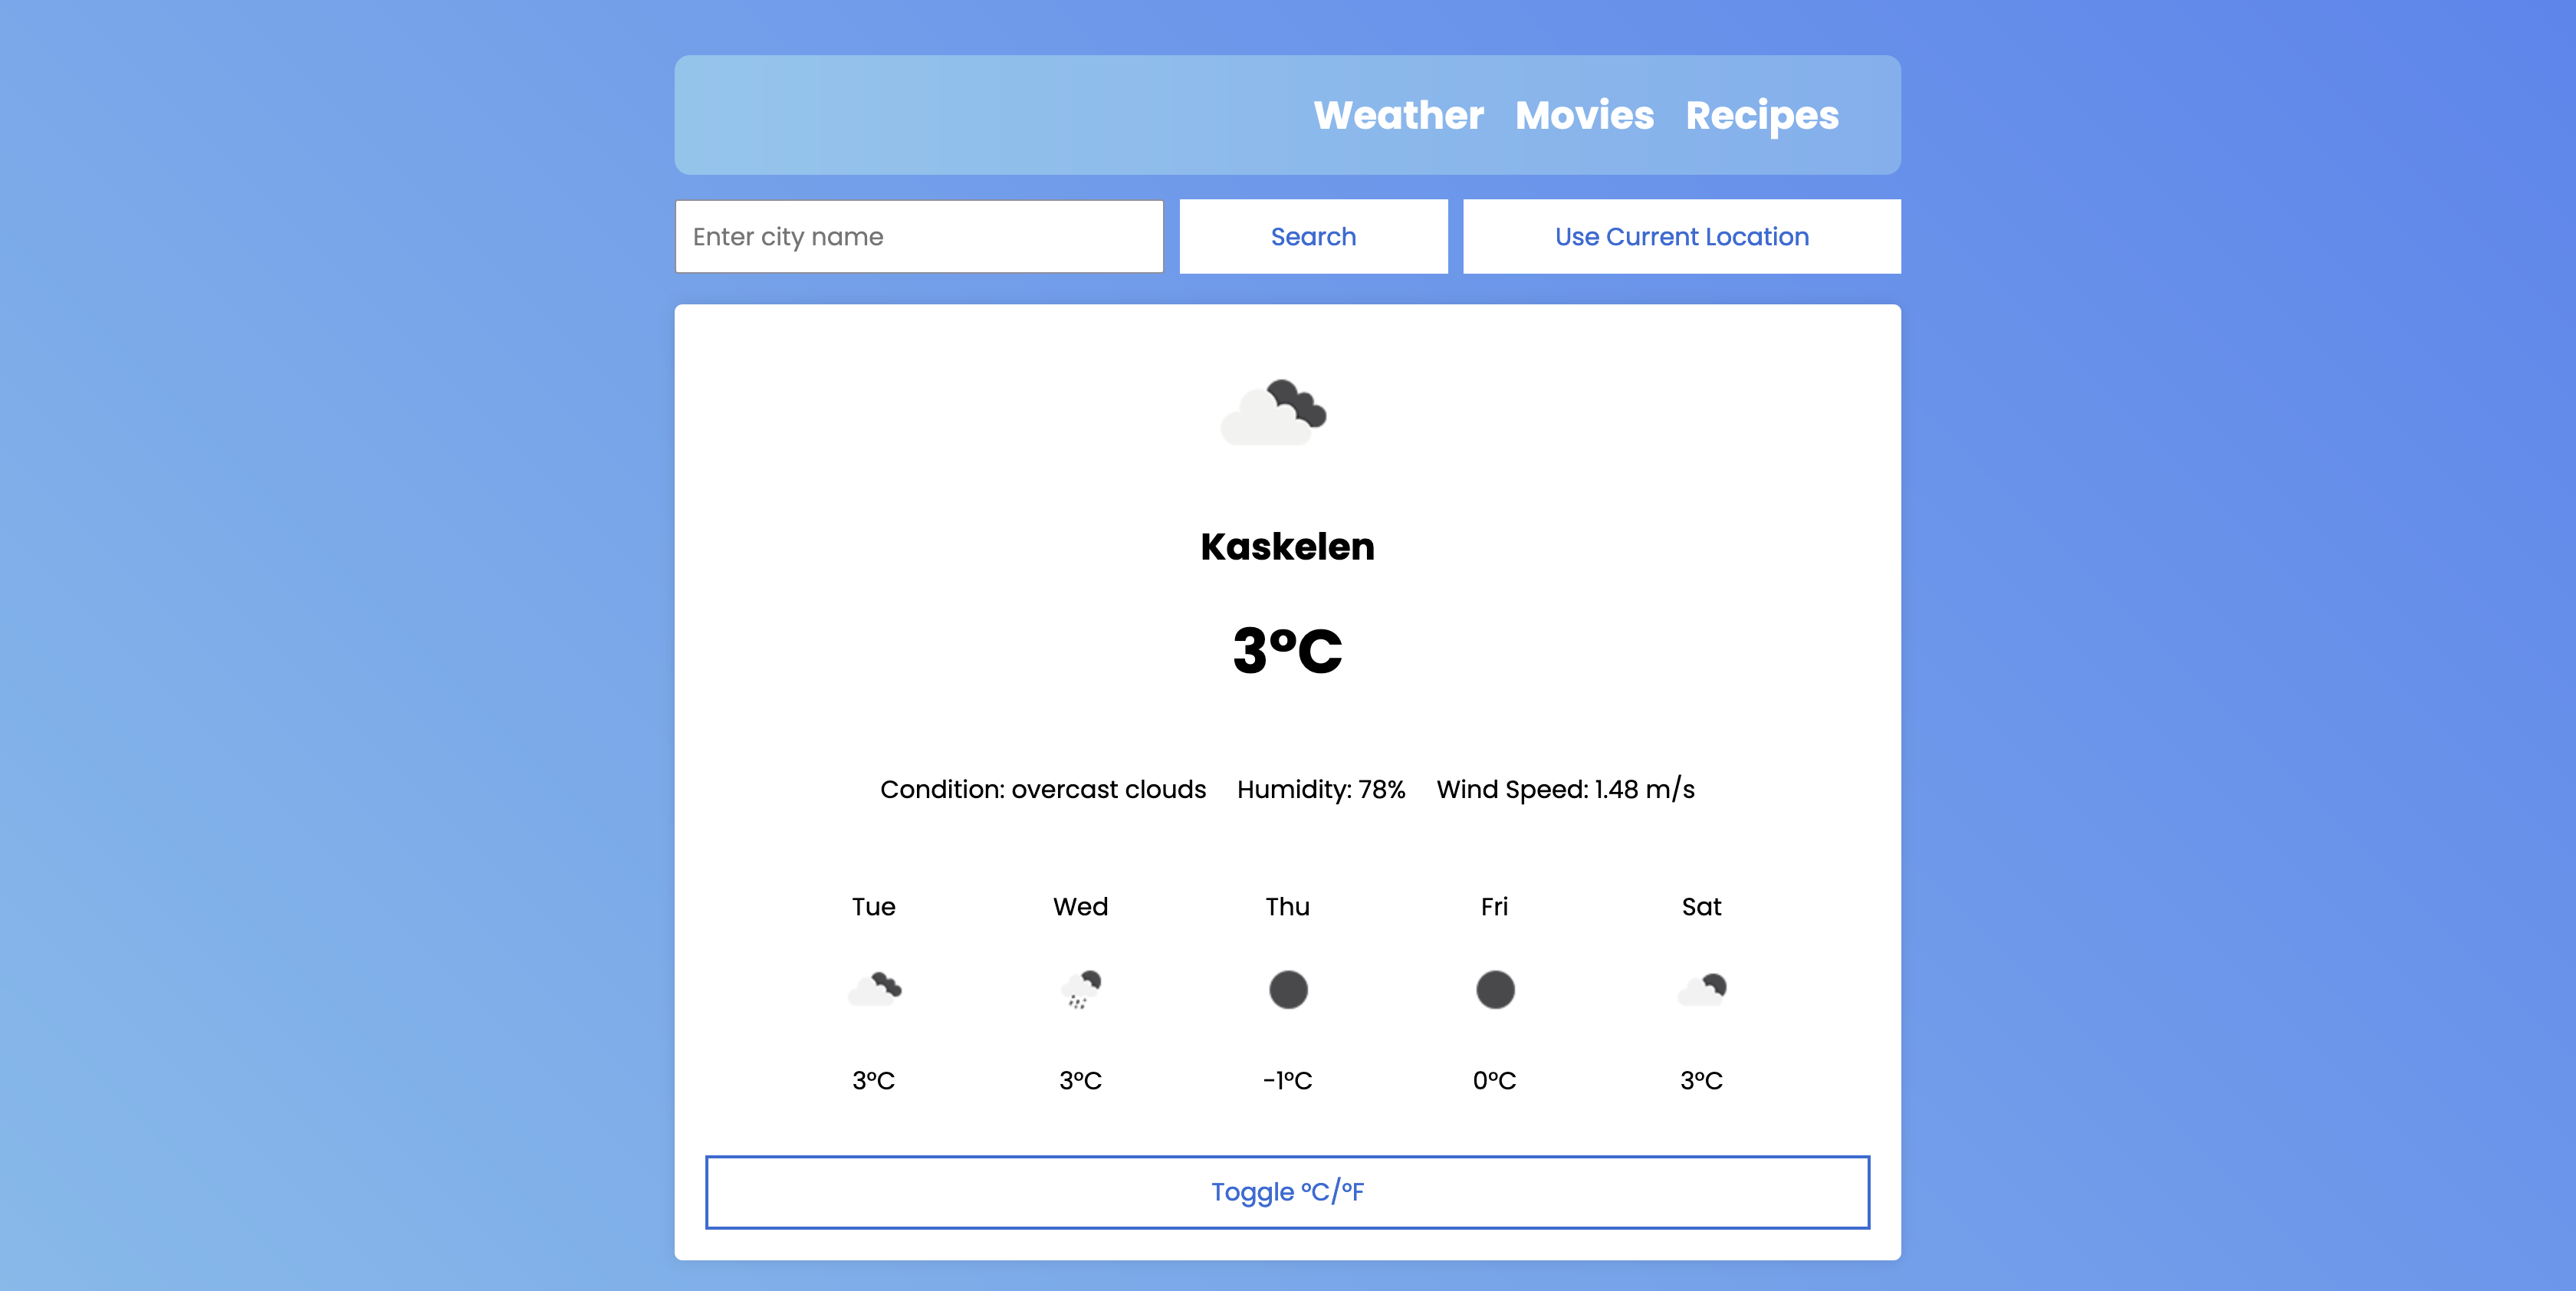 Weather Movies Recipes
Enter city name Search Use Current Location
Kaskelen
3°C
Condition: overcast clouds Humidity: 78% Wind Speed: 1.48 m/s
Tue Wed Thu Fri Sat
3°C 3°C -1°C 0°C 3°C
Toggle °C/°F